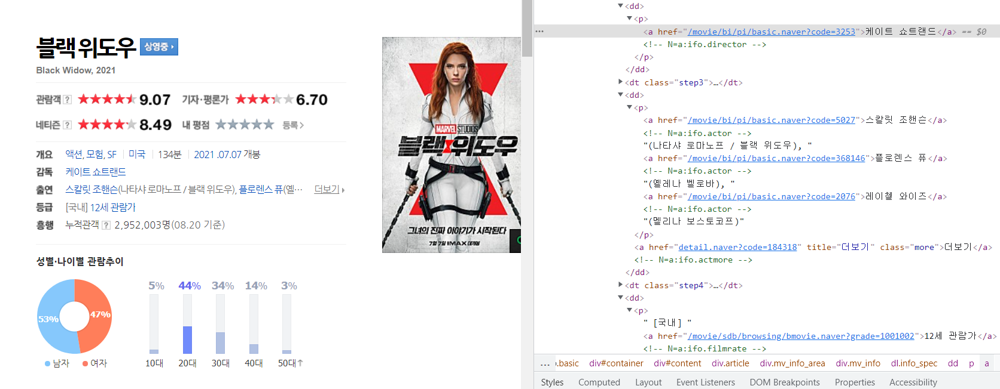 블랙 위도우 상영중
Black Widow, 2021
관람객 ? 9.07 기자·평론가 6.70
네티즌 ? 8.49 내 평점 등록 >
개요 액션, 모험, SF 미국 134분 2021 .07.07 개봉
감독 케이트 쇼트랜드
출연 스칼릿 조핸슨(나타샤 로마노프 / 블랙 위도우), 플로렌스 퓨(옐··· 더보기
등급 [국내] 12세 관람가
흥행 누적관객 ? 2,952,003명(08.20 기준)
성별·나이별 관람추이
53% 47%
남자 여자
5% 44% 34% 14% 3%
10대 20대 30대 40대 50대↑
MARVEL STUDIOS
블랙 위도우
그녀의 진짜 이야기가 시작된다
7월 7일 IMAX 대개봉
▼<dd>
▼<p>
··· <a href="/movie/bi/pi/basic.naver?code=3253">케이트 쇼트랜드</a> == $0
<!-- N=a:ifo.director -->
</p>
</dd>
▶<dt class="step3">…</dt>
▼<dd>
▼<p>
<a href="/movie/bi/pi/basic.naver?code=5027">스칼릿 조핸슨</a>
<!-- N=a:ifo.actor -->
"(나타샤 로마노프 / 블랙 위도우), "
<a href="/movie/bi/pi/basic.naver?code=368146">플로렌스 퓨</a>
<!-- N=a:ifo.actor -->
"(옐레나 벨로바), "
<a href="/movie/bi/pi/basic.naver?code=2076">레이첼 와이즈</a>
<!-- N=a:ifo.actor -->
"(멜리나 보스토코프)"
</p>
<a href="detail.naver?code=184318" title="더보기" class="more">더보기</a>
<!-- N=a:ifo.actmore -->
</dd>
▶<dt class="step4">…</dt>
▼<dd>
▼<p>
" [국내] "
<a href="/movie/sdb/browsing/bmovie.naver?grade=1001002">12세 관람가</a>
<!-- N=a:ifo.filmrate -->
... ɔ.basic div#container div#content div.article div.mv_info_area div.mv_info dl.info_spec dd p a
Styles Computed Layout Event Listeners DOM Breakpoints Properties Accessibility